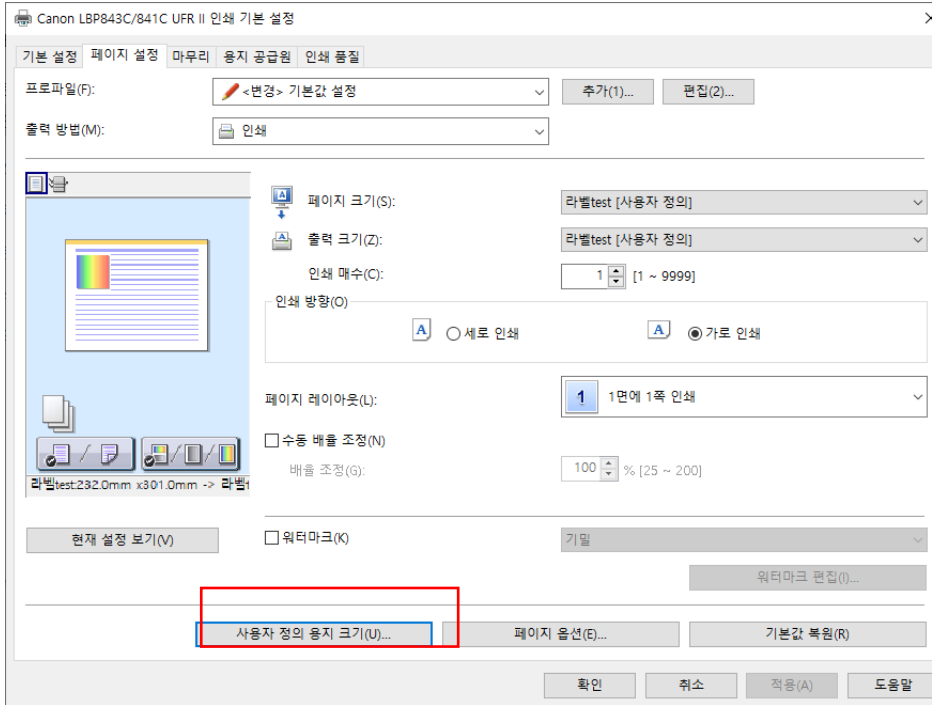 Canon LBP843C/841C UFR II 인쇄 기본 설정
기본 설정 페이지 설정 마무리 용지 공급원 인쇄 품질
프로파일(F): <변경> 기본값 설정 추가(1)... 편집(2)...
출력 방법(M): 인쇄
페이지 크기(S): 라벨test [사용자 정의]
출력 크기(Z): 라벨test [사용자 정의]
인쇄 매수(C): 1 [1 ~ 9999]
인쇄 방향(O)
A 세로 인쇄 A 가로 인쇄
페이지 레이아웃(L): 1 1면에 1쪽 인쇄
수동 배율 조정(N)
배율 조정(G): 100 % [25 ~ 200]
라벨test:232.0mm x301.0mm -> 라벨t
현재 설정 보기(V) 워터마크(K) 기밀
워터마크 편집(I)...
사용자 정의 용지 크기(U)... 페이지 옵션(E)... 기본값 복원(R)
확인 취소 적용(A) 도움말